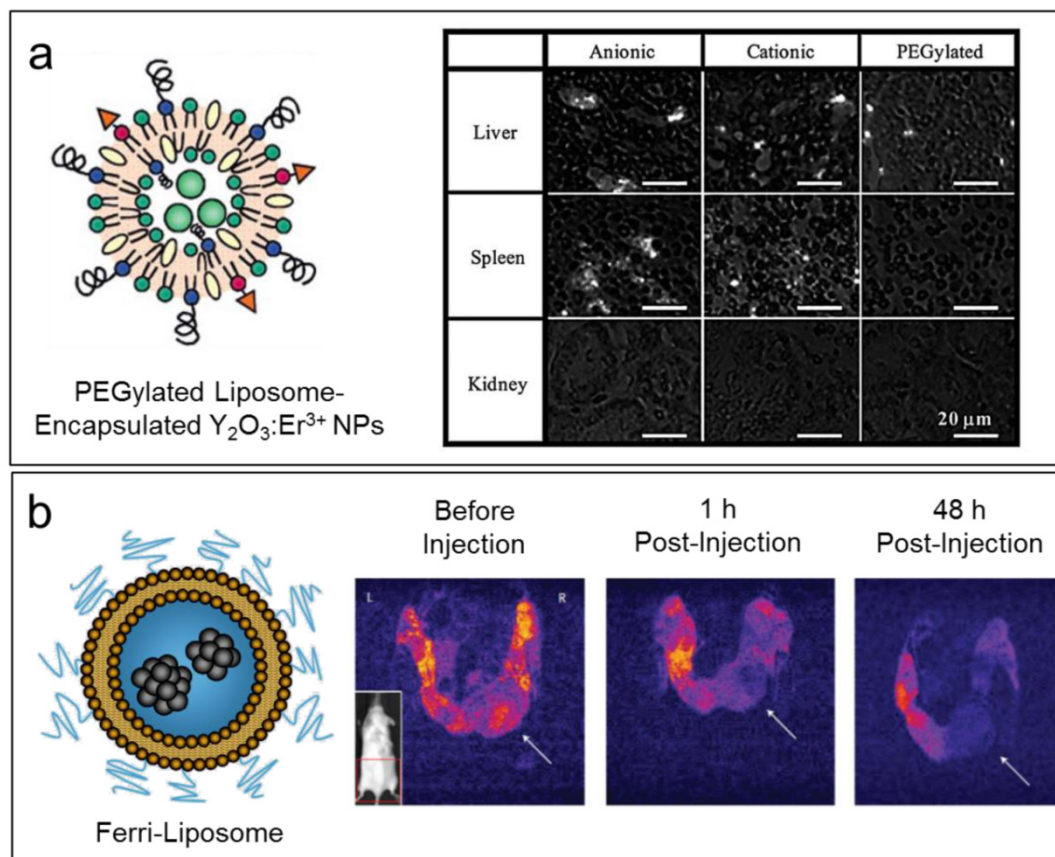 a
Anionic
Cationic
PEGylated
Liver
Spleen
Kidney
20 µm
PEGylated Liposome-
Encapsulated Y₂O₃:Er³⁺ NPs
b
Before
Injection
1 h
Post-Injection
48 h
Post-Injection
L
R
Ferri-Liposome